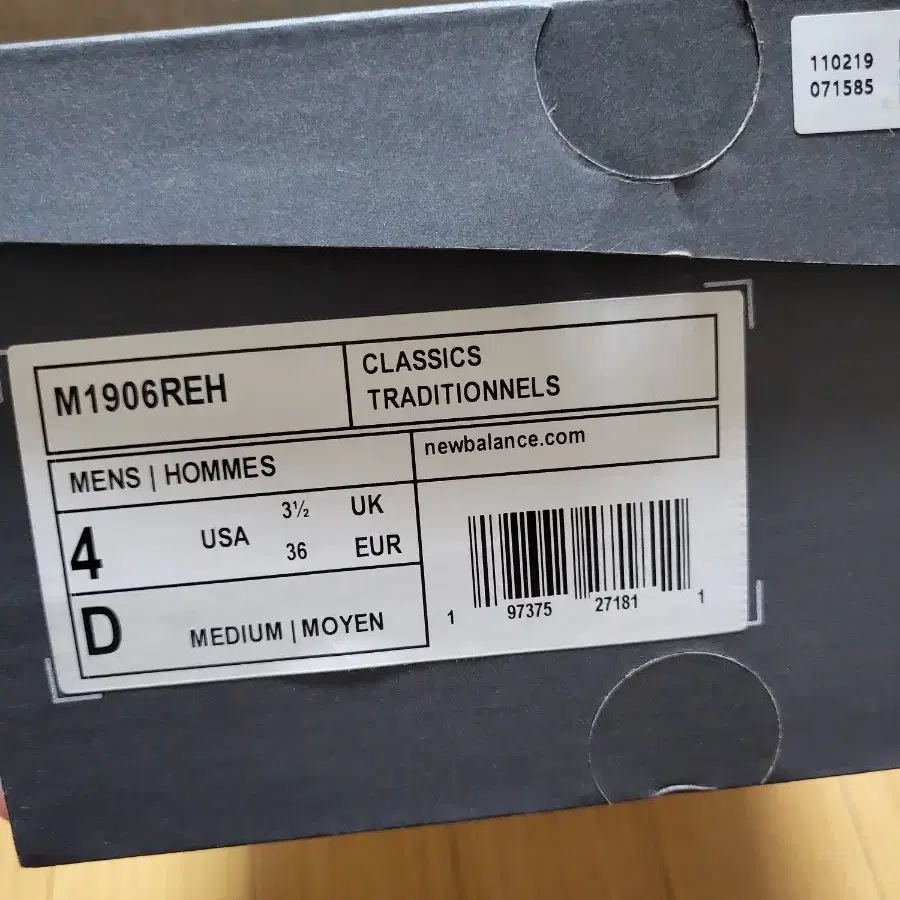 110219
071585
M1906REH
CLASSICS
TRADITIONNELS
MENS | HOMMES
newbalance.com
4 USA 3½ UK
36 EUR
D MEDIUM | MOYEN
1 97375 27181 1